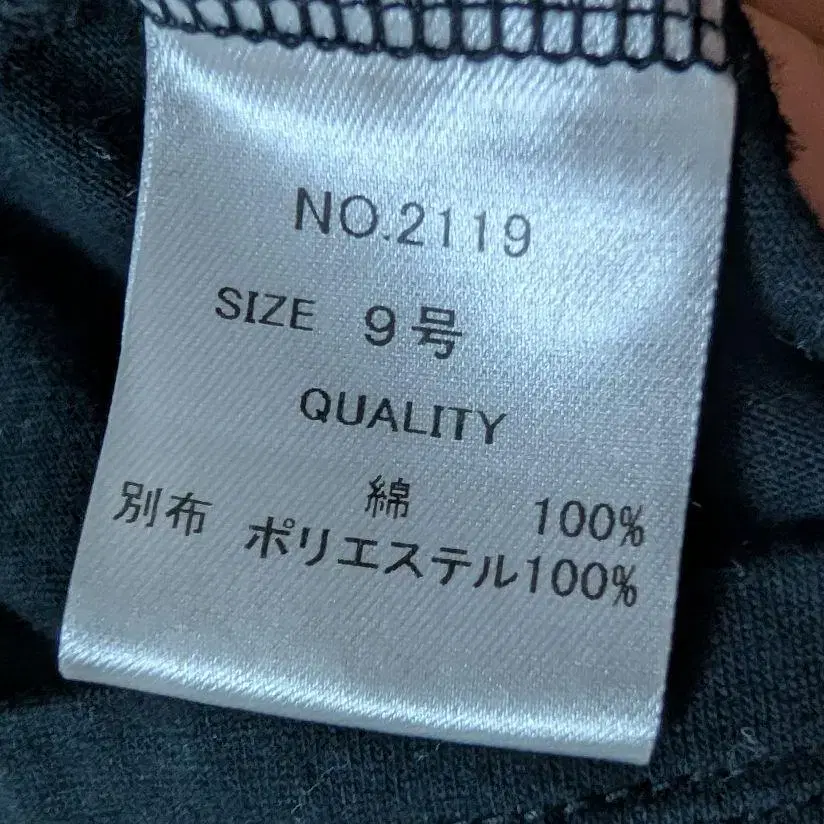 NO.2119
SIZE 9号
QUALITY
綿 100%
別布 ポリエステル100%